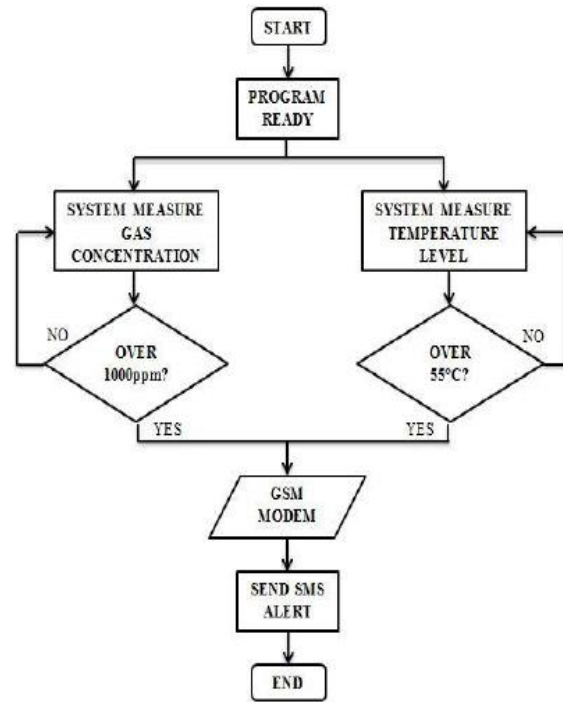 START
PROGRAM
READY
SYSTEM MEASURE
GAS
CONCENTRATION
SYSTEM MEASURE
TEMPERATURE
LEVEL
NO
OVER
1000ppm?
OVER
55°C?
NO
YES
YES
GSM
MODEM
SEND SMS
ALERT
END